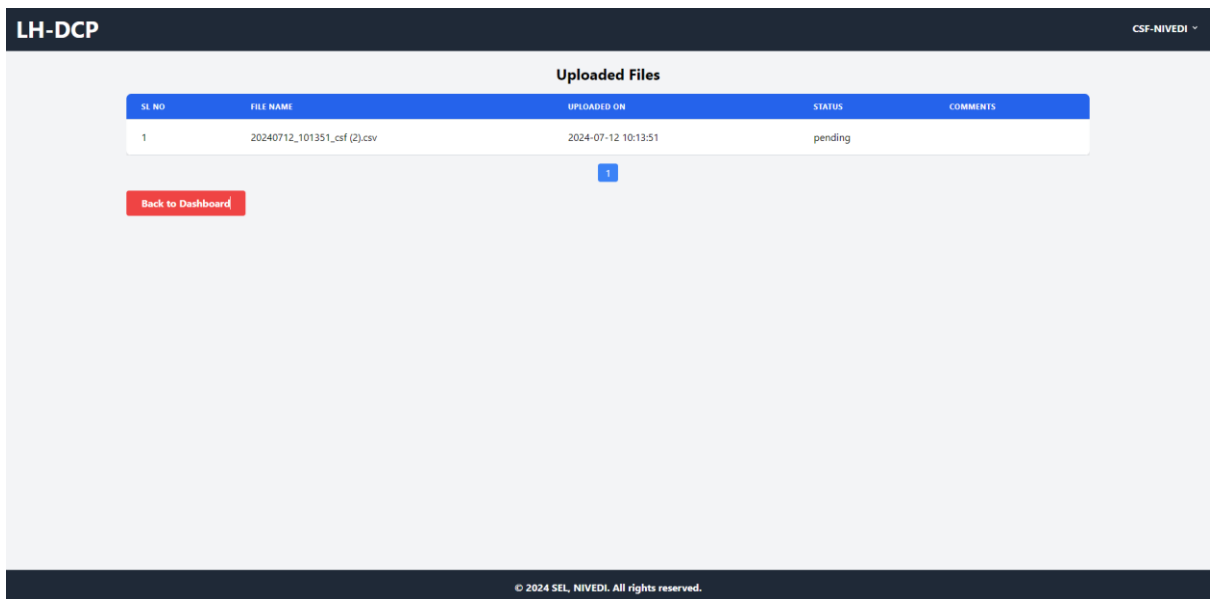 LH-DCP
CSF-NIVEDI
Uploaded Files
SL NO FILE NAME UPLOADED ON STATUS COMMENTS
1 20240712_101351_csf (2).csv 2024-07-12 10:13:51 pending
1
Back to Dashboard
© 2024 SEL, NIVEDI. All rights reserved.